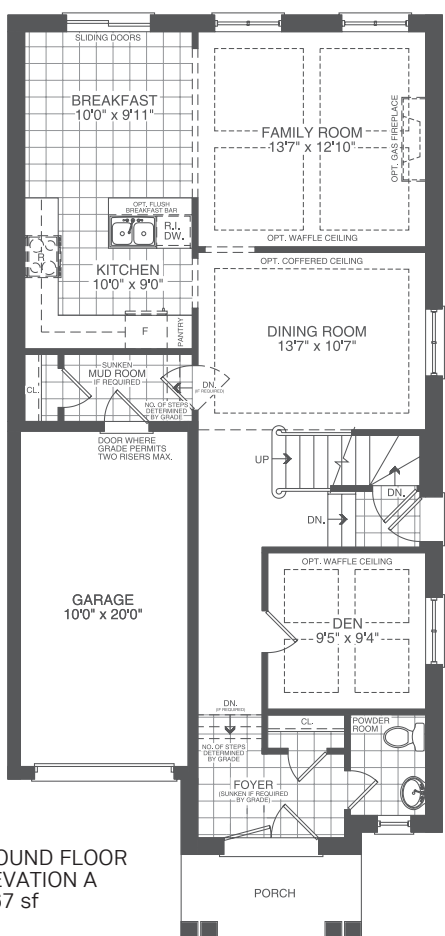 SLIDING DOORS
BREAKFAST
10'0" x 9'11"
FAMILY ROOM
13'7" x 12'10"
OPT. GAS FIREPLACE
OPT. FLUSH
BREAKFAST BAR
R.I.
DW.
OPT. WAFFLE CEILING
R
KITCHEN
10'0" x 9'0"
OPT. COFFERED CEILING
F
PANTRY
DINING ROOM
13'7" x 10'7"
CL.
SUNKEN
MUD ROOM
IF REQUIRED
DN.
(IF REQUIRED)
NO. OF STEPS
DETERMINED
BY GRADE
DOOR WHERE
GRADE PERMITS
TWO RISERS MAX.
UP
DN.
DN.
OPT. WAFFLE CEILING
GARAGE
10'0" x 20'0"
DEN
9'5" x 9'4"
DN.
(IF REQUIRED)
CL.
POWDER
ROOM
NO. OF STEPS
DETERMINED
BY GRADE
FOYER
(SUNKEN IF REQUIRED
BY GRADE)
OUND FLOOR
EVATION A
7 sf
PORCH